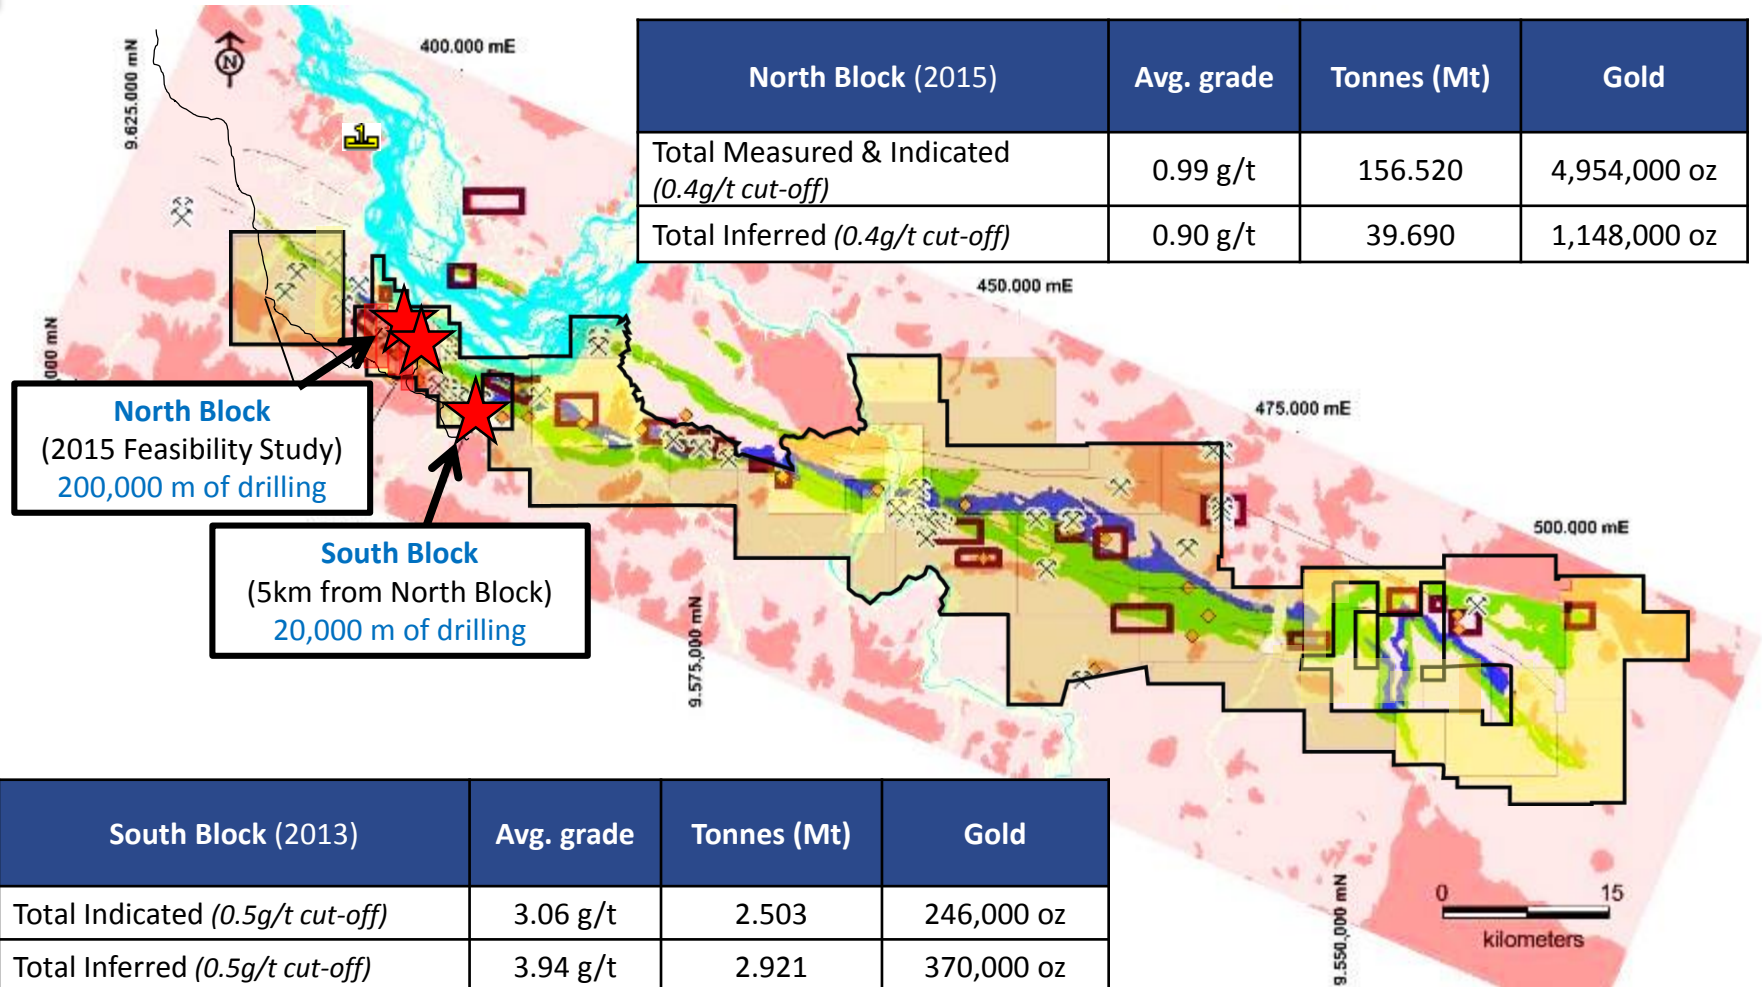 400.000 mE
9.625.000 mN
N
1
North Block (2015) Avg. grade Tonnes (Mt) Gold
Total Measured & Indicated
(0.4g/t cut-off) 0.99 g/t 156.520 4,954,000 oz
Total Inferred (0.4g/t cut-off) 0.90 g/t 39.690 1,148,000 oz
450.000 mE
000 mN
475.000 mE
500.000 mE
North Block
(2015 Feasibility Study)
200,000 m of drilling
South Block
(5km from North Block)
20,000 m of drilling
9.575,000 mN
South Block (2013) Avg. grade Tonnes (Mt) Gold
Total Indicated (0.5g/t cut-off) 3.06 g/t 2.503 246,000 oz
Total Inferred (0.5g/t cut-off) 3.94 g/t 2.921 370,000 oz
9.550,000 mN
0 15
kilometers